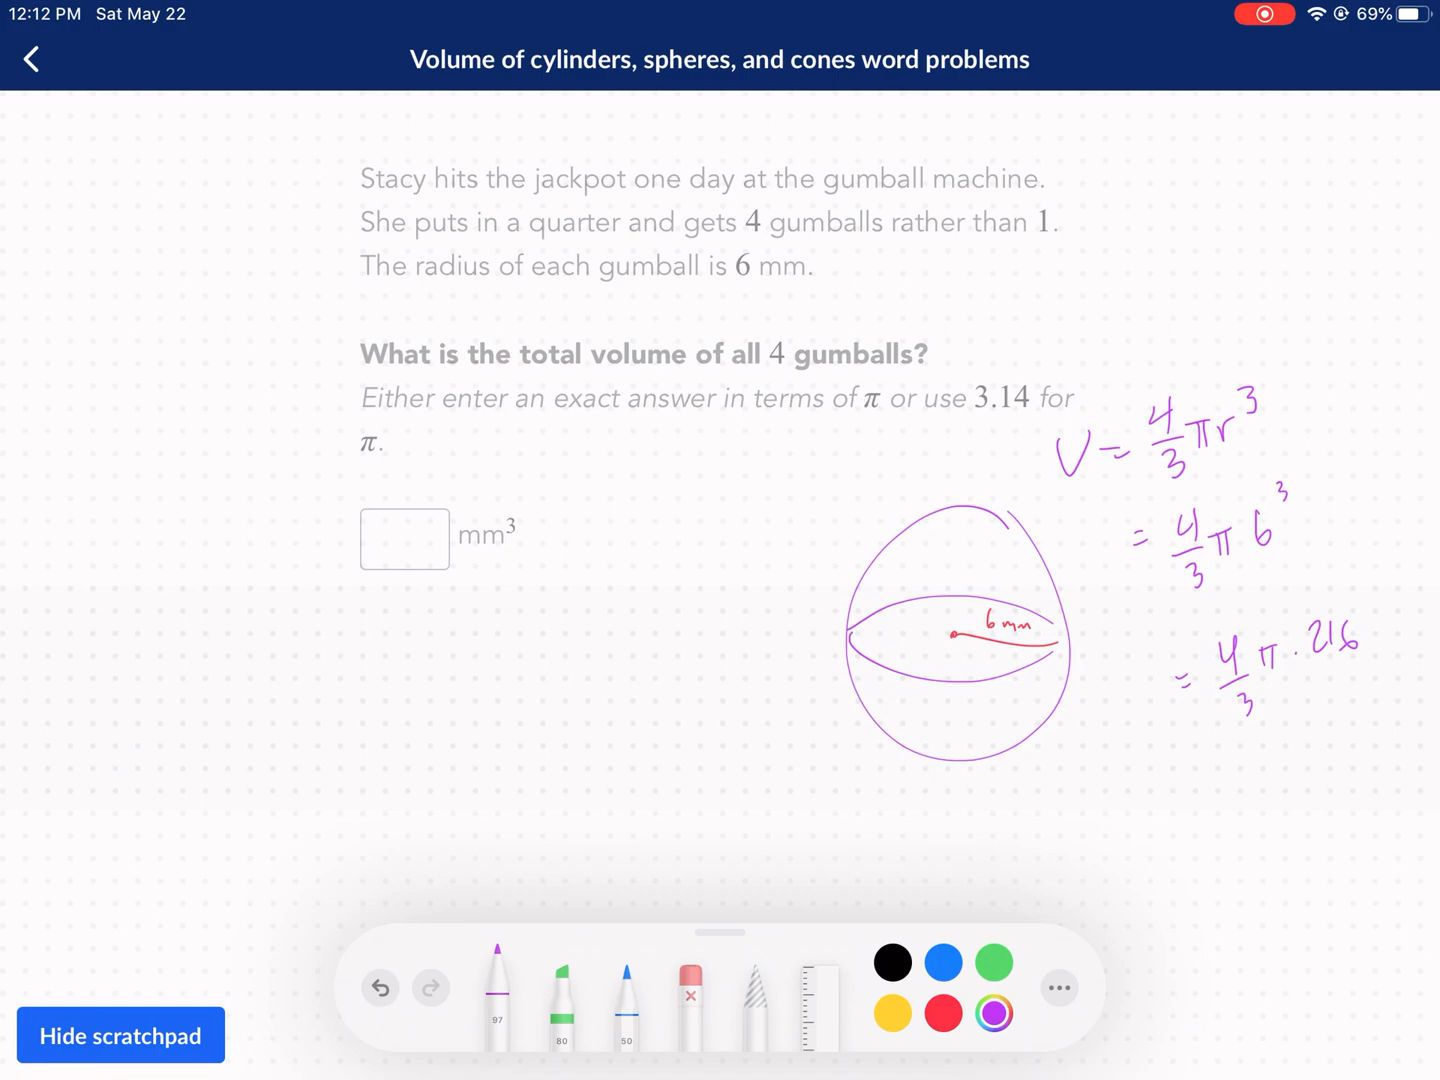 12:12 PM Sat May 22
69%
Volume of cylinders, spheres, and cones word problems
Stacy hits the jackpot one day at the gumball machine.
She puts in a quarter and gets 4 gumballs rather than 1.
The radius of each gumball is 6 mm.
What is the total volume of all 4 gumballs?
Either enter an exact answer in terms of π or use 3.14 for
π.
mm³
V = 4/3 πr³
= 4/3 π 6³
= 4/3 π · 216
6 mm
97
80
50
Hide scratchpad